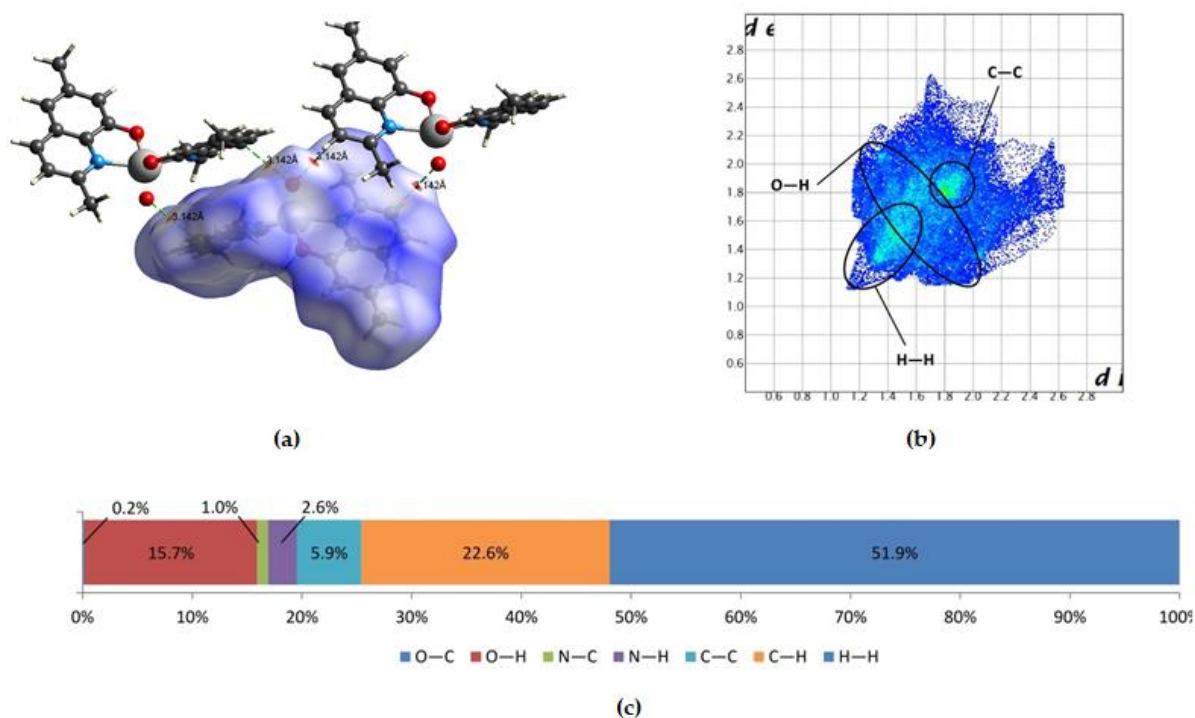 3.142Å
3.142Å
3.142Å
3.142Å
(a)
d e
2.8
2.6
2.4
2.2
2.0
1.8
1.6
1.4
1.2
1.0
0.8
0.6
C—C
O—H
H—H
d i
0.6 0.8 1.0 1.2 1.4 1.6 1.8 2.0 2.2 2.4 2.6 2.8
(b)
0.2% 1.0% 2.6%
15.7% 5.9% 22.6% 51.9%
0% 10% 20% 30% 40% 50% 60% 70% 80% 90% 100%
O—C O—H N—C N—H C—C C—H H—H
(c)